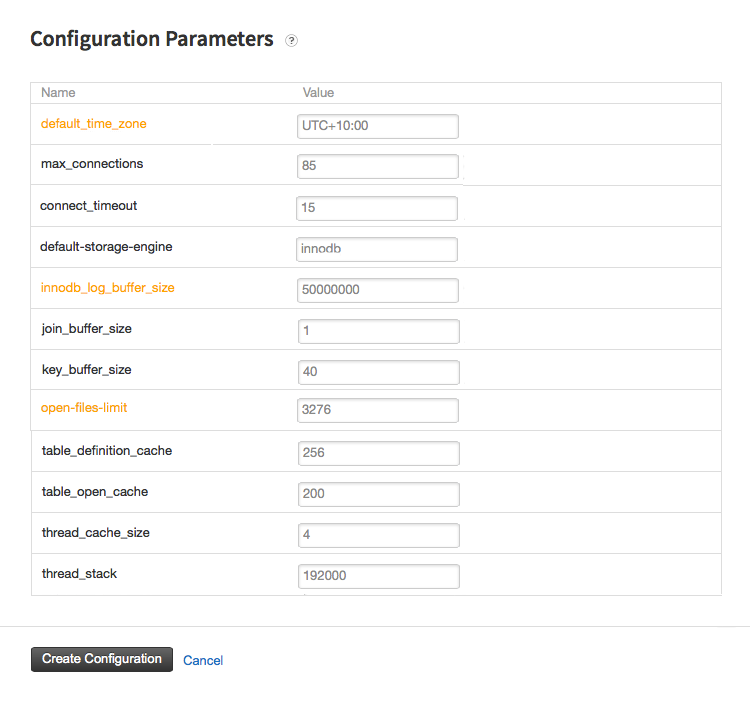 Configuration Parameters ?
Name Value
default_time_zone UTC+10:00
max_connections 85
connect_timeout 15
default-storage-engine innodb
innodb_log_buffer_size 50000000
join_buffer_size 1
key_buffer_size 40
open-files-limit 3276
table_definition_cache 256
table_open_cache 200
thread_cache_size 4
thread_stack 192000
Create Configuration Cancel